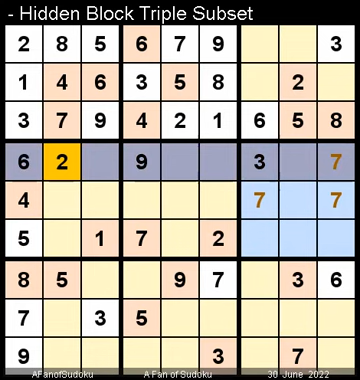 - Hidden Block Triple Subset
2 8 5 6 7 9 3
1 4 6 3 5 8 2
3 7 9 4 2 1 6 5 8
6 2 9 3 7
4 7 7
5 1 7 2
8 5 9 7 3 6
7 3 5
9 3 7
AFanofSudoku A Fan of Sudoku 30 June 2022